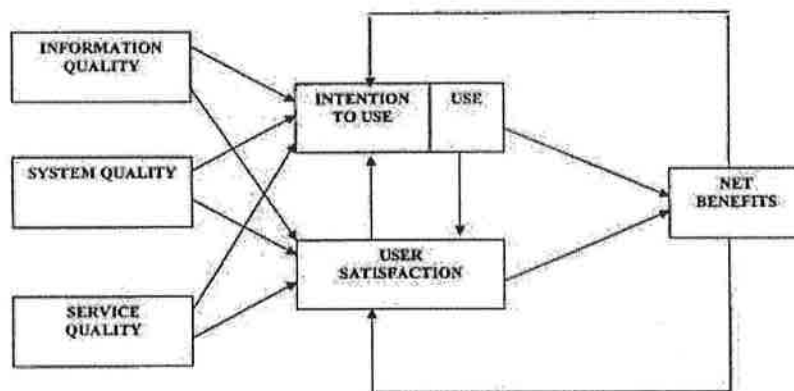 INFORMATION
QUALITY
INTENTION
TO USE
USE
SYSTEM QUALITY
NET
BENEFITS
USER
SATISFACTION
SERVICE
QUALITY